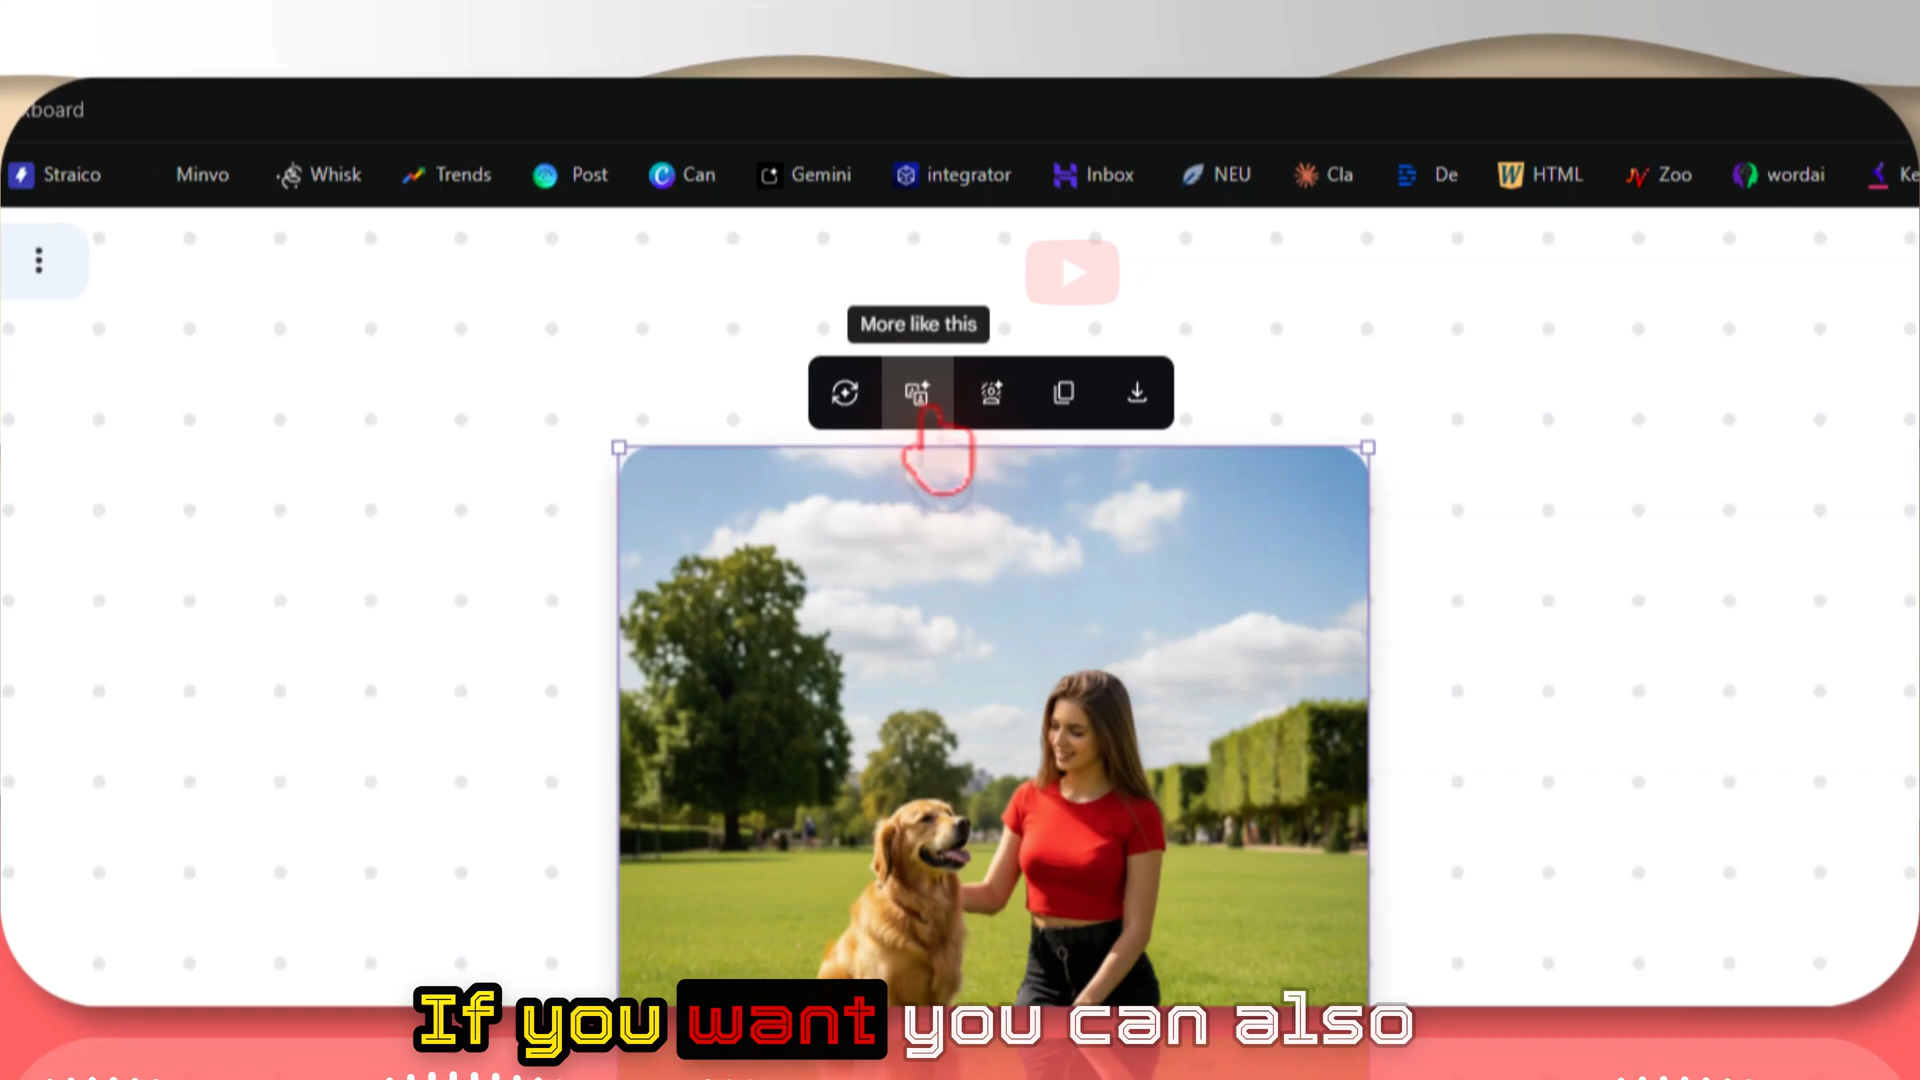 board
Straico Minvo Whisk Trends Post Can Gemini integrator Inbox NEU Cla De HTML Zoo wordai Ke
More like this
If you want you can also